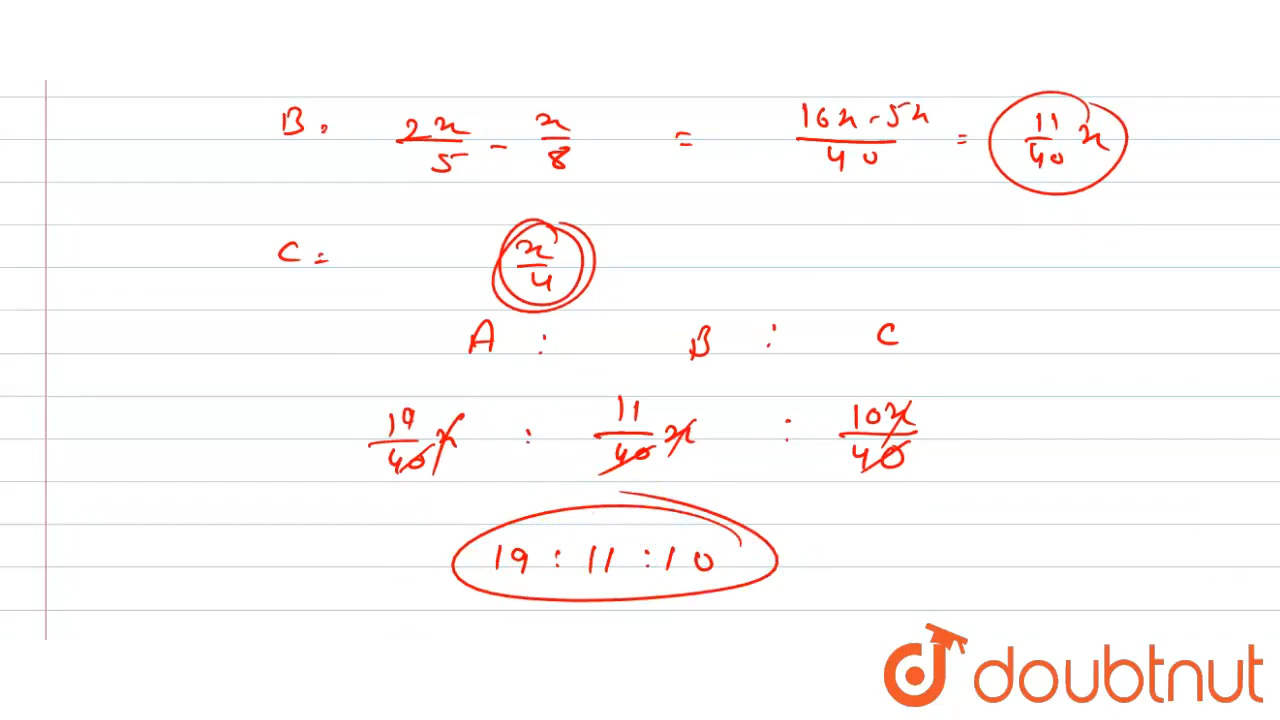 B = 2x/5 - x/8 = 16x - 5x/40 = 11/40 x
C = x/4
A : B : C
19/40 x : 11/40 x : 10x/40
19 : 11 : 10
doubtnut